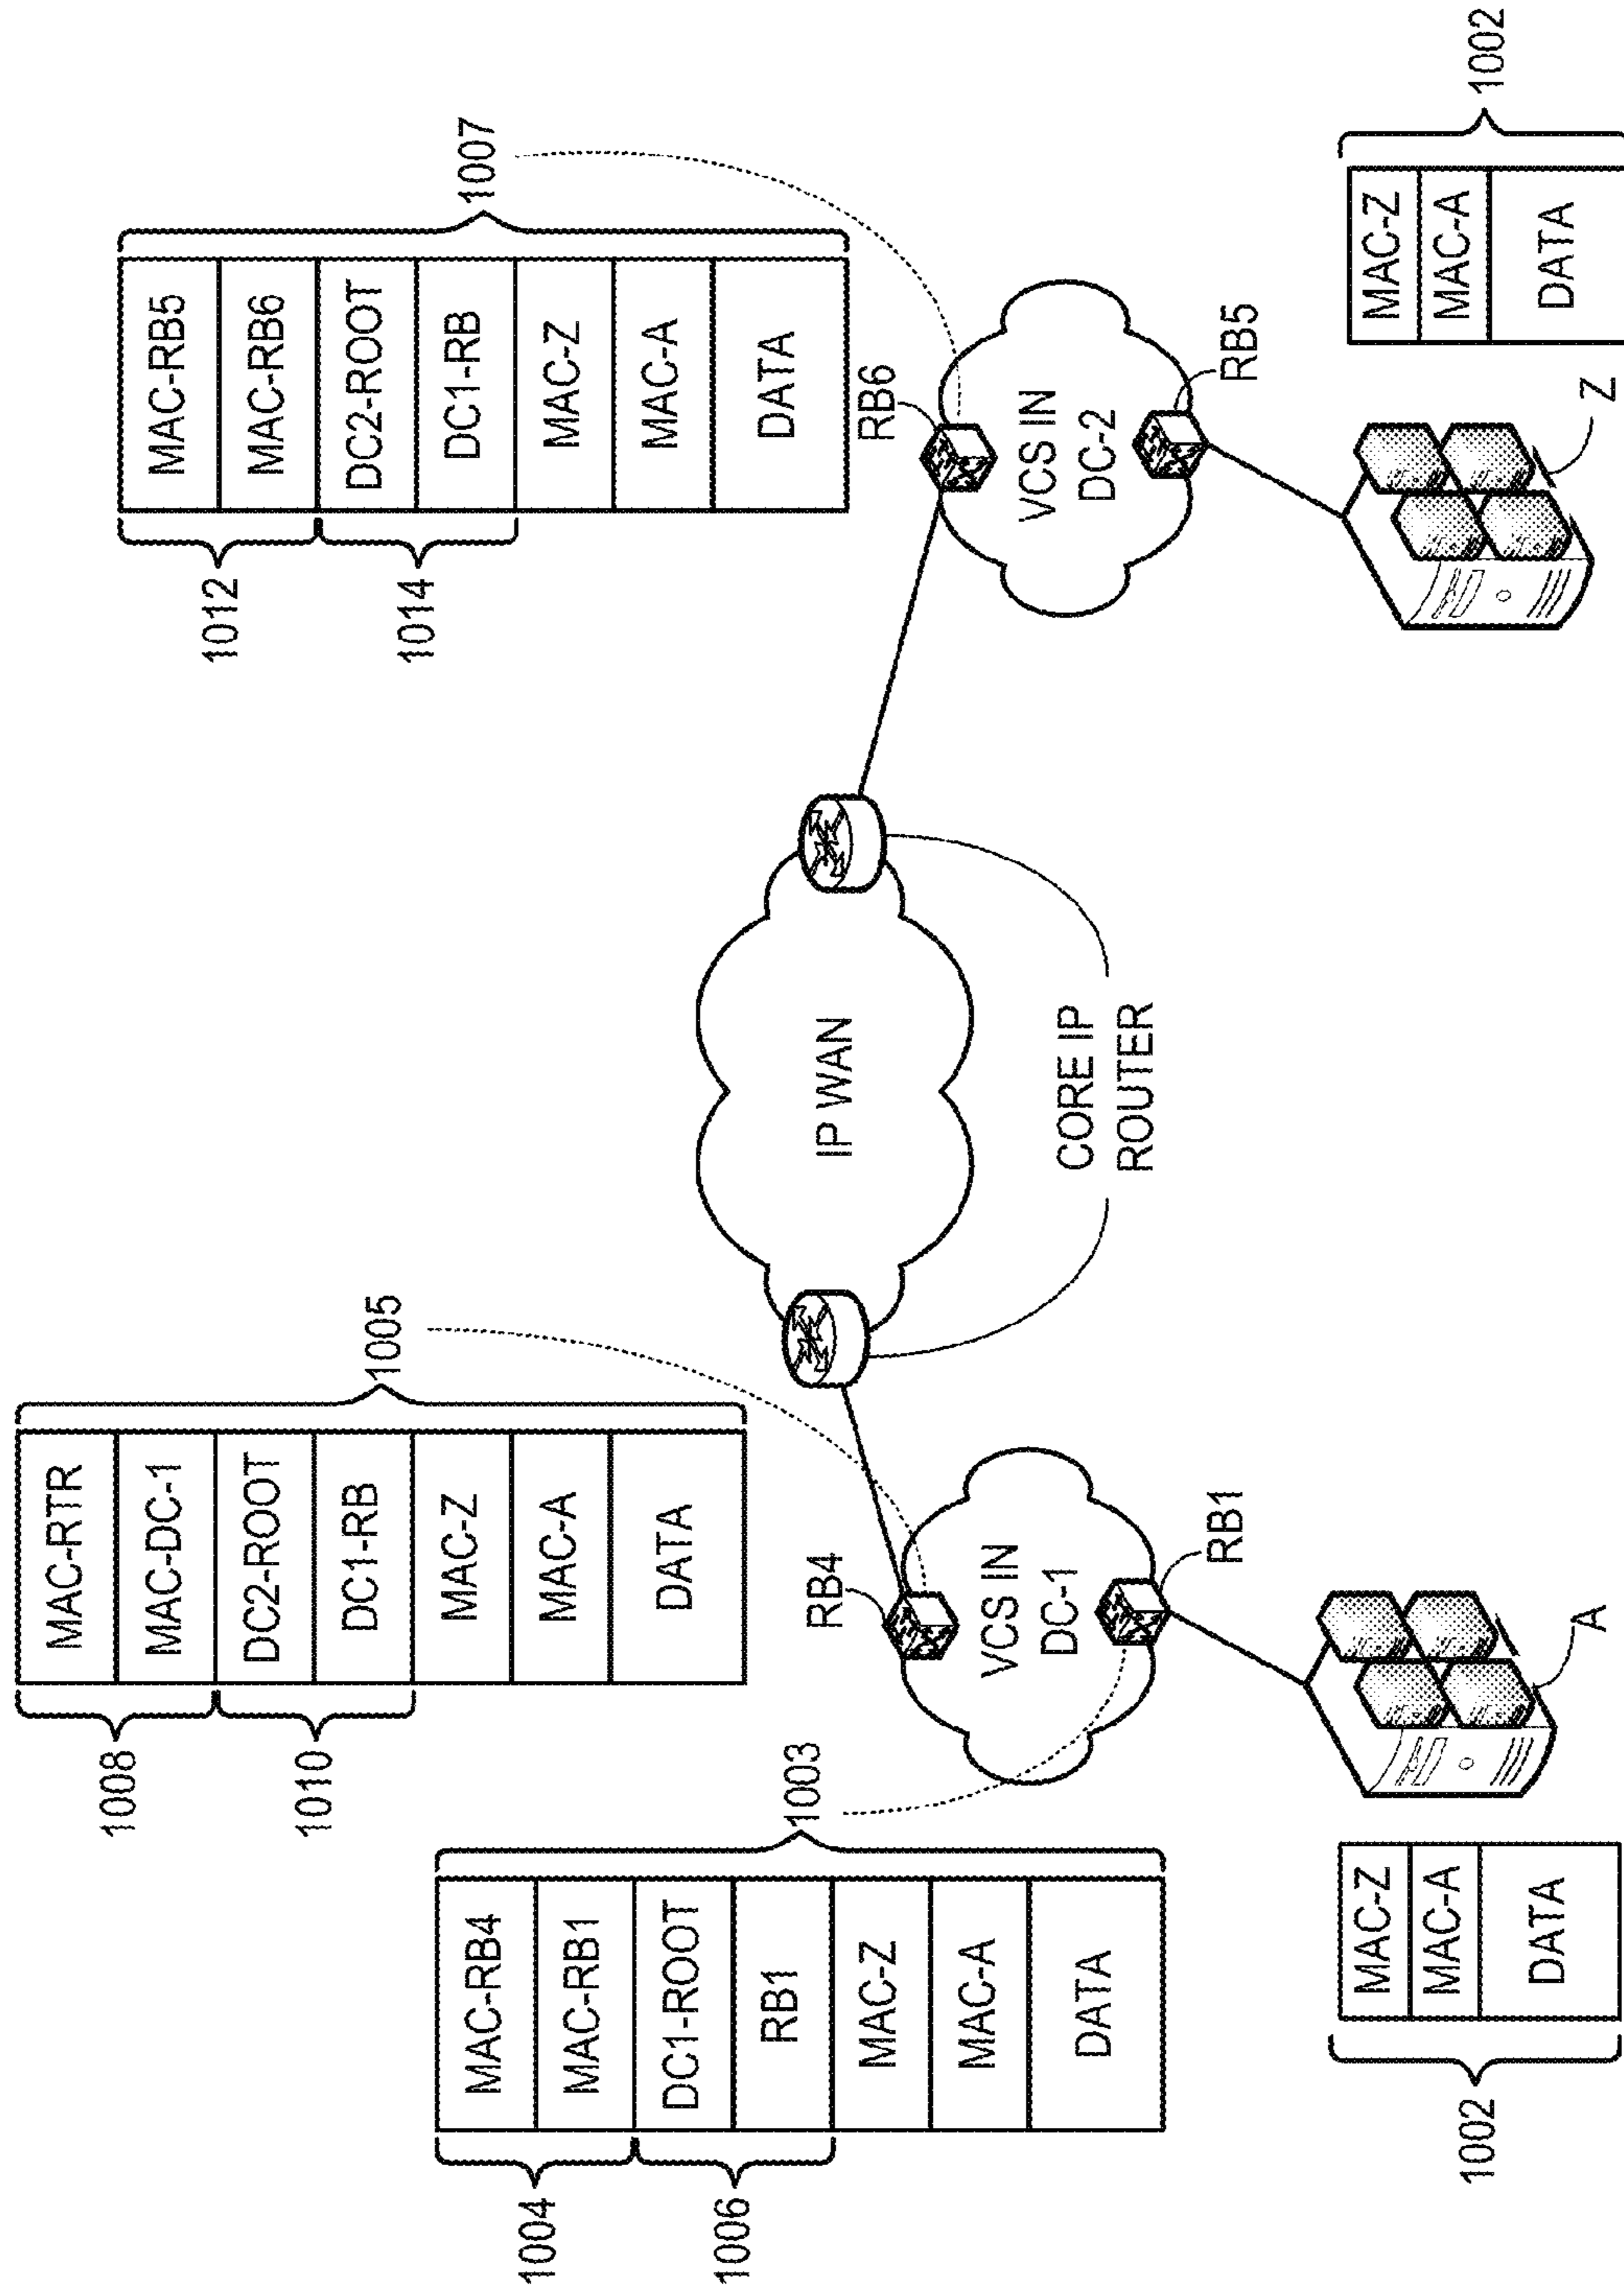 MAC-RTR
MAC-DC-1
DC2-ROOT
DC1-RB
MAC-Z
MAC-A
DATA
1008
1010
1005
MAC-RB5
MAC-RB6
DC2-ROOT
DC1-RB
MAC-Z
MAC-A
DATA
1012
1014
1007
MAC-RB4
MAC-RB1
DC1-ROOT
RB1
MAC-Z
MAC-A
DATA
1004
1006
1003
RB4
VCS IN
DC-1
RB1
IP WAN
CORE IP
ROUTER
RB6
VCS IN
DC-2
RB5
1002
MAC-Z
MAC-A
DATA
A
Z
MAC-Z
MAC-A
DATA
1002